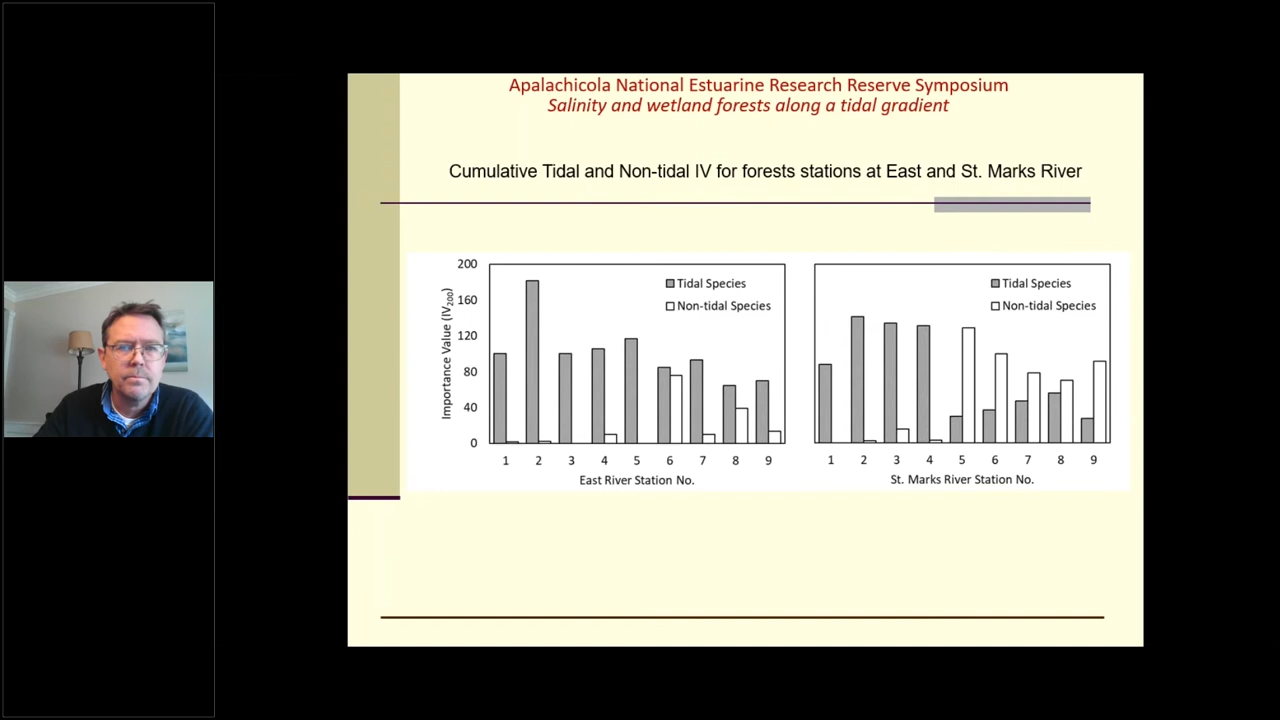 Apalachicola National Estuarine Research Reserve Symposium
Salinity and wetland forests along a tidal gradient
Cumulative Tidal and Non-tidal IV for forests stations at East and St. Marks River
200
160
120
80
40
0
Importance Value (IV200)
Tidal Species
Non-tidal Species
1 2 3 4 5 6 7 8 9
East River Station No.
Tidal Species
Non-tidal Species
1 2 3 4 5 6 7 8 9
St. Marks River Station No.